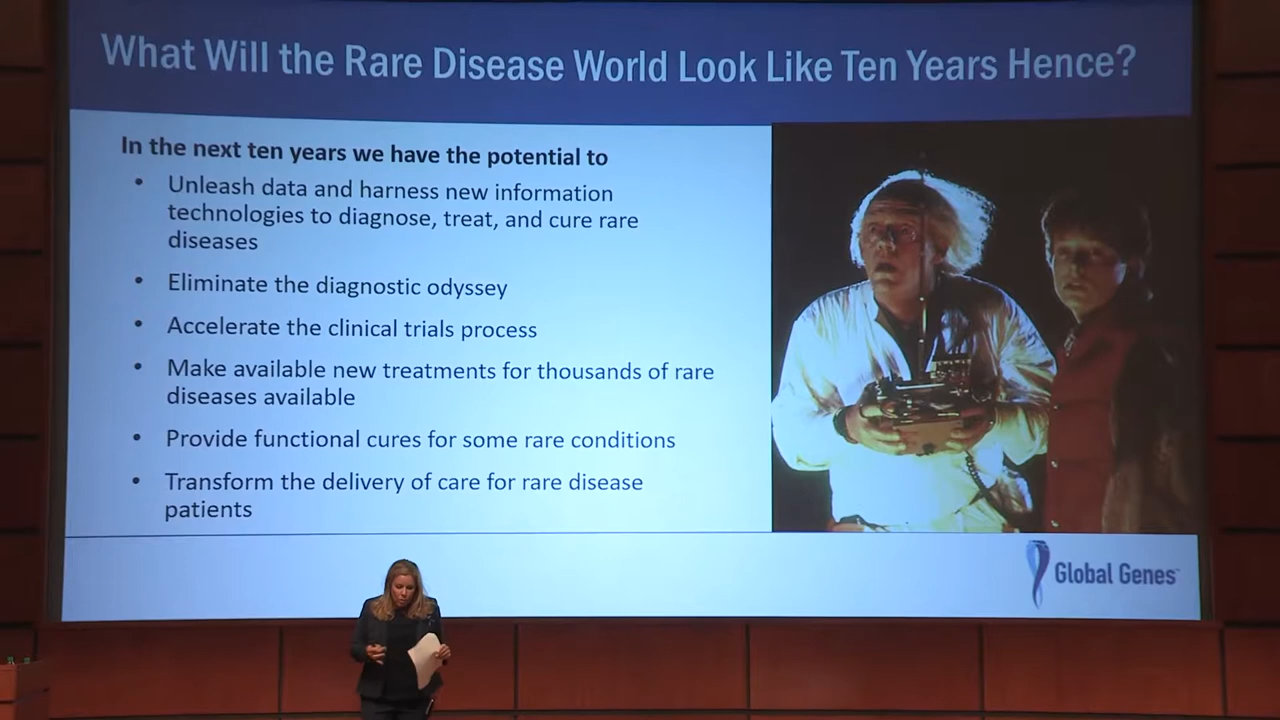 What Will the Rare Disease World Look Like Ten Years Hence?
In the next ten years we have the potential to
• Unleash data and harness new information
technologies to diagnose, treat, and cure rare
diseases
• Eliminate the diagnostic odyssey
• Accelerate the clinical trials process
• Make available new treatments for thousands of rare
diseases available
• Provide functional cures for some rare conditions
• Transform the delivery of care for rare disease
patients
Global Genes™